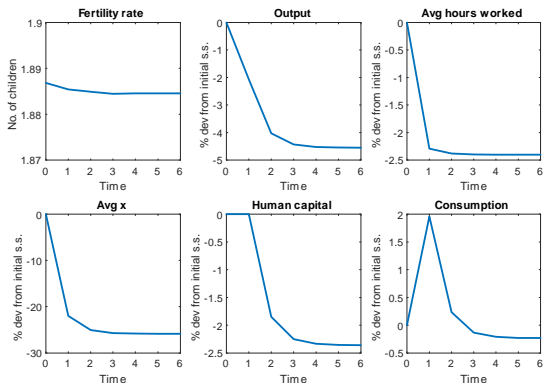 Fertility rate
1.9
1.89
1.88
1.87
No. of children
0 1 2 3 4 5 6
Time
Output
0
-1
-2
-3
-4
-5
% dev from initial s.s.
0 1 2 3 4 5 6
Time
Avg hours worked
0
-0.5
-1
-1.5
-2
-2.5
% dev from initial s.s.
0 1 2 3 4 5 6
Time
Avg x
0
-10
-20
-30
% dev from initial s.s.
0 1 2 3 4 5 6
Time
Human capital
0
-0.5
-1
-1.5
-2
-2.5
% dev from initial s.s.
0 1 2 3 4 5 6
Time
Consumption
2
1.5
1
0.5
0
-0.5
% dev from initial s.s.
0 1 2 3 4 5 6
Time